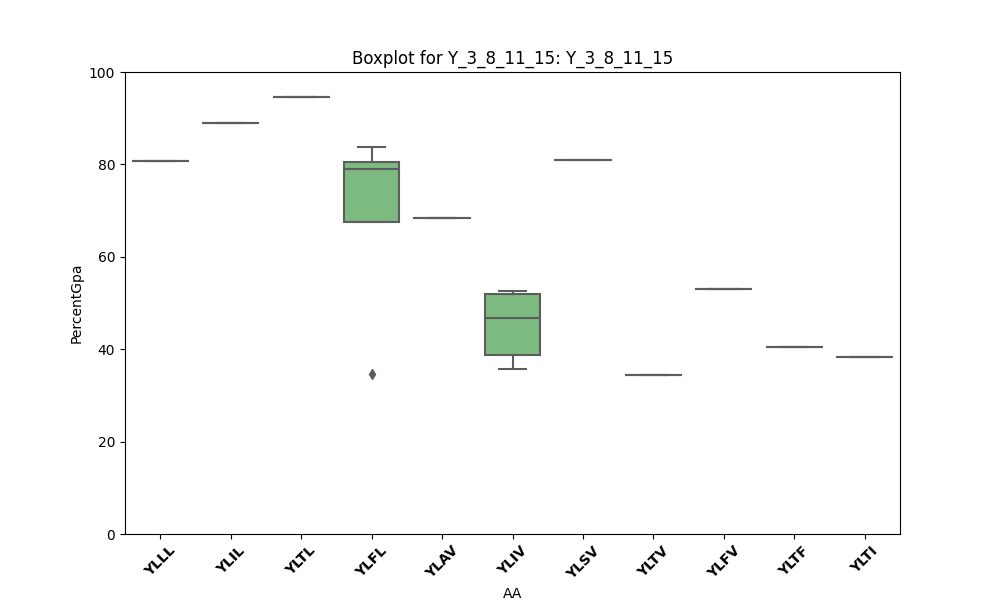 Boxplot for Y_3_8_11_15: Y_3_8_11_15
100
80
60
40
20
0
PercentGpa
YLLL
YLIL
YLTL
YLFL
YLAV
YLIV
YLSV
YLTV
YLFV
YLTF
YLTI
AA